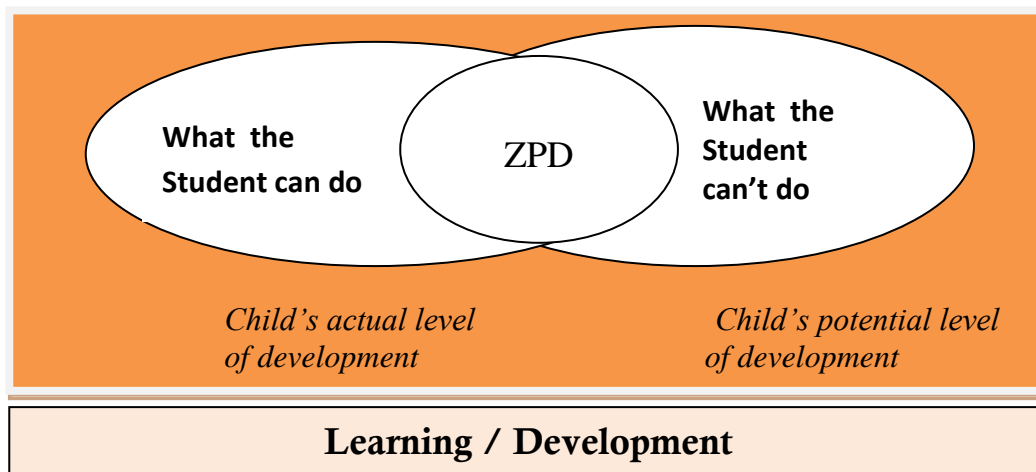 What the
Student can do
ZPD
What the
Student
can’t do
Child’s actual level
of development
Child’s potential level
of development
Learning / Development